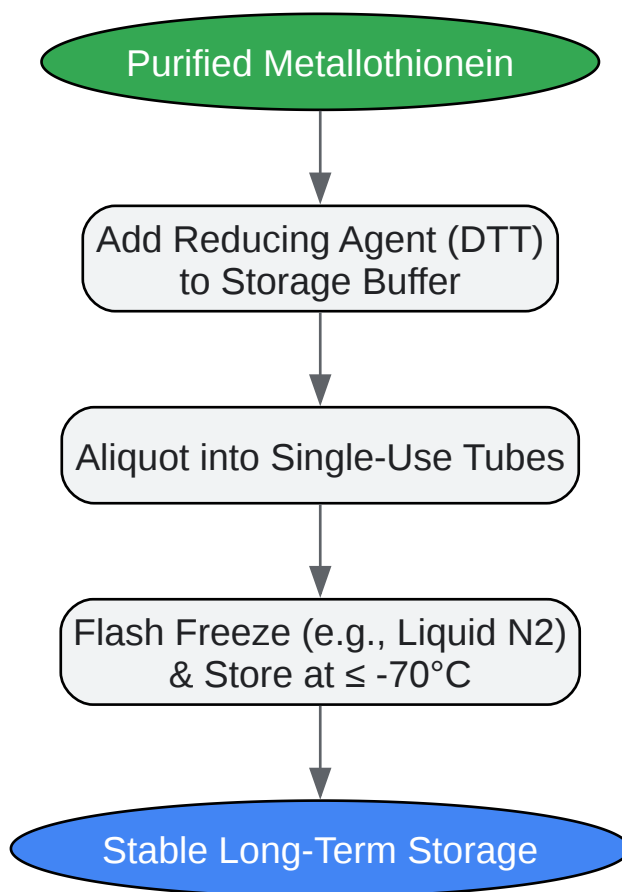 Purified Metallothionein
Add Reducing Agent (DTT)
to Storage Buffer
Aliquot into Single-Use Tubes
Flash Freeze (e.g., Liquid N2)
& Store at ≤ -70°C
Stable Long-Term Storage